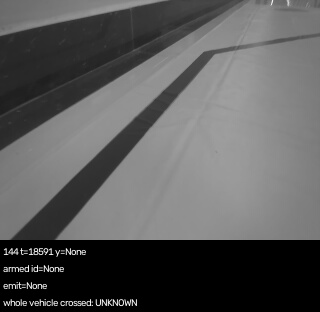 144 t=18591 y=None
armed id=None
emit=None
whole vehicle crossed: UNKNOWN